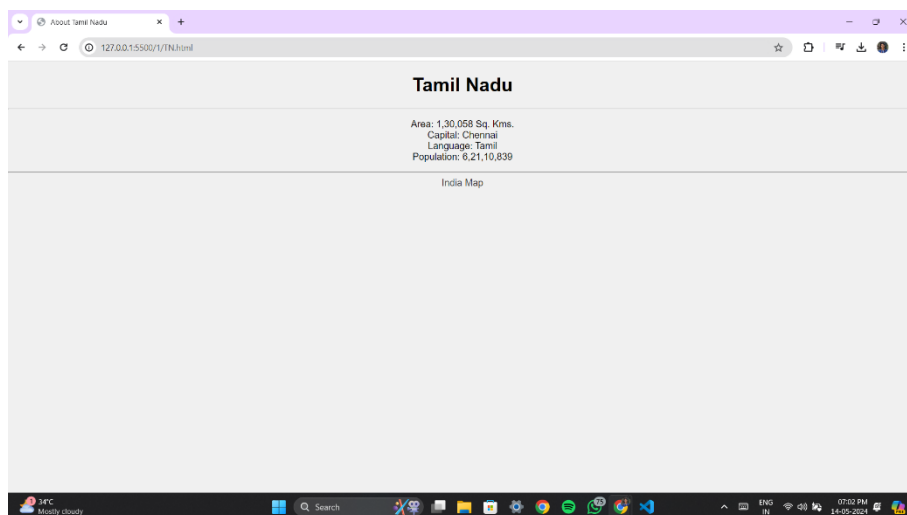 About Tamil Nadu
127.0.0.1:5500/1/TN.html
Tamil Nadu
Area: 1,30,058 Sq. Kms.
Capital: Chennai
Language: Tamil
Population: 6,21,10,839
India Map
1
34°C
Mostly cloudy
Search
75
ENG
IN
07:02 PM
14-05-2024